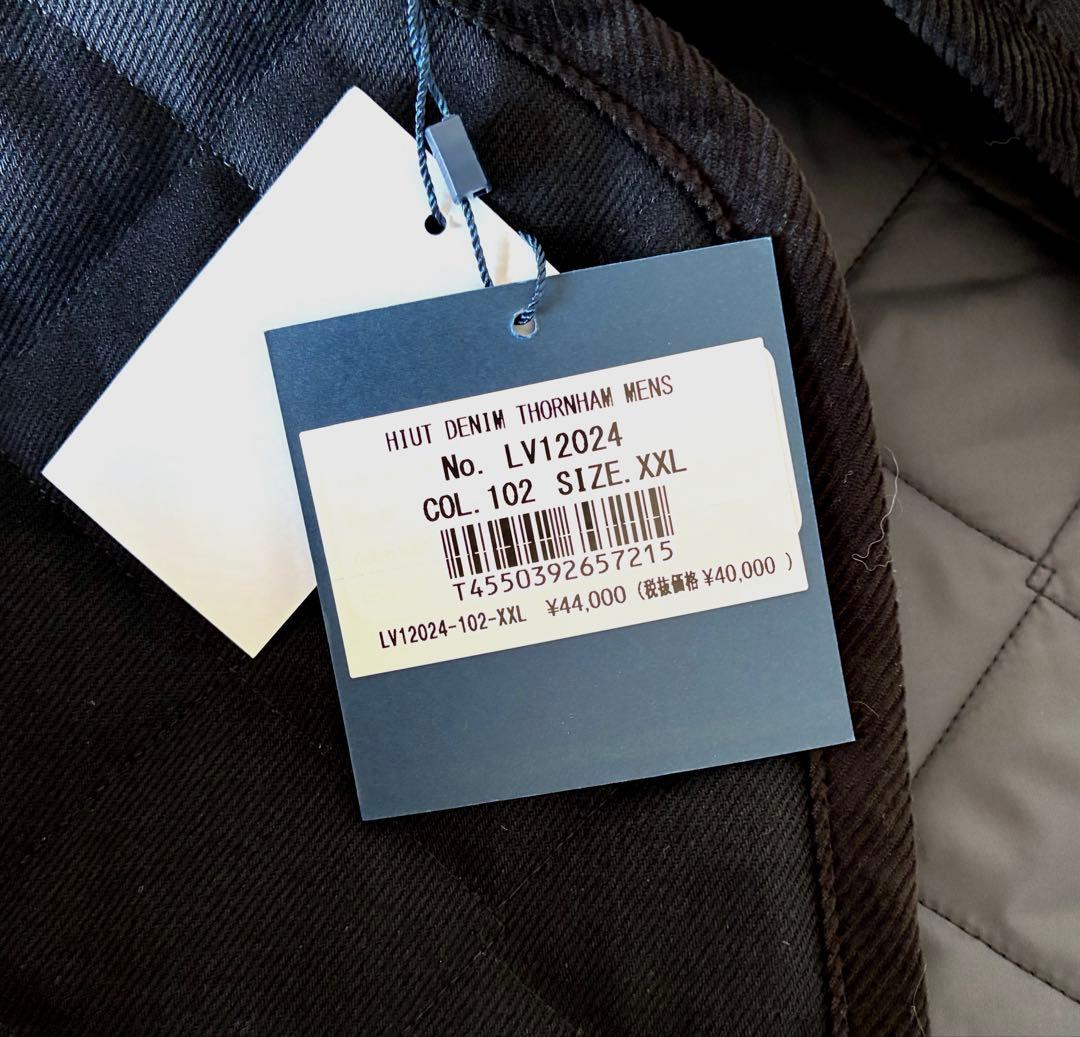 HIUT DENIM THORNHAM MENS
No. LV12024
COL. 102 SIZE. XXL
T4550392657215
LV12024-102-XXL ¥44,000 (税抜価格 ¥40,000 )